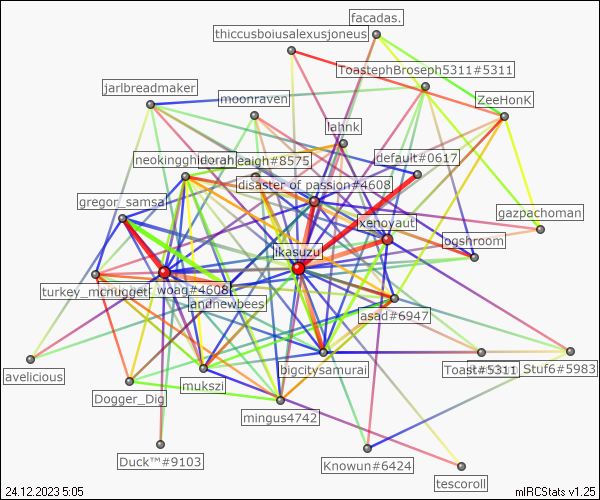 facadas.
thiccusboiusalexusjoneus
ToastephBroseph5311#5311
jarlbreadmaker
moonraven
ZeeHonK
lahnk
default#0617
neokingghidorah
leaigh#8575
disaster of passion#4608
gregor_samsa
xenoyaut
gazpachoman
ogshroom
ikasuzu
turkey_mcnugget
woag#4608
andnewbees
asad#6947
avelicious
bigcitysamurai
Toast#5311
Stuf6#5983
mukszi
Dogger_Dig
mingus4742
Duck™#9103
Knowun#6424
tescoroll
24.12.2023 5:05
mIRCStats v1.25